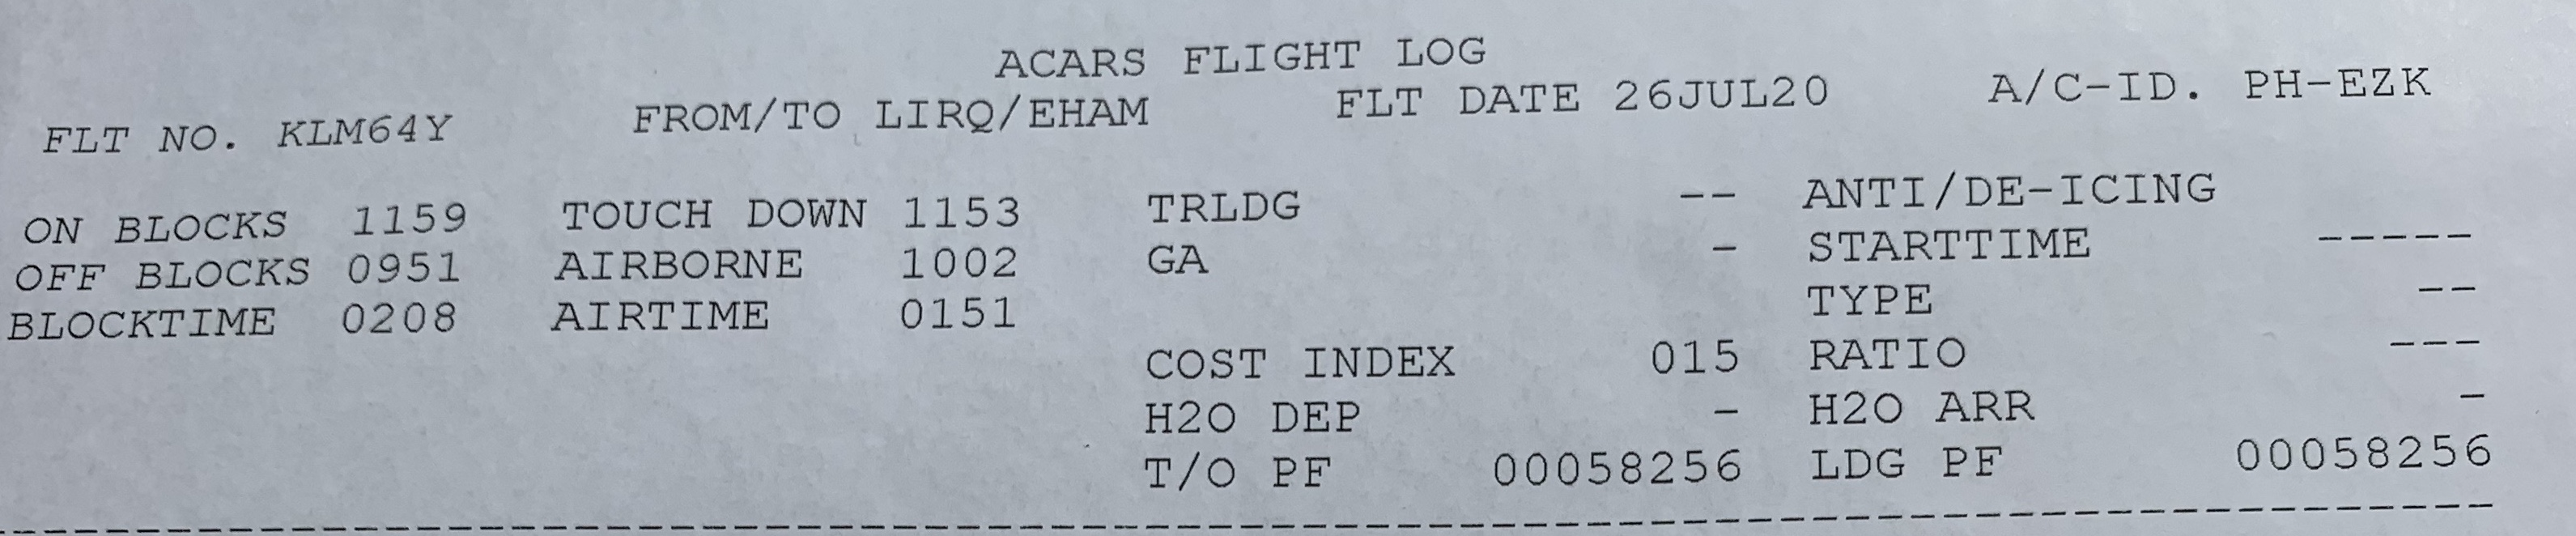 ACARS FLIGHT LOG
FLT NO. KLM64Y FROM/TO LIRQ/EHAM FLT DATE 26JUL20 A/C-ID. PH-EZK
ON BLOCKS 1159 TOUCH DOWN 1153 TRLDG -- ANTI/DE-ICING
OFF BLOCKS 0951 AIRBORNE 1002 GA - STARTTIME -----
BLOCKTIME 0208 AIRTIME 0151 TYPE --
COST INDEX 015 RATIO ---
H2O DEP - H2O ARR -
T/O PF 00058256 LDG PF 00058256